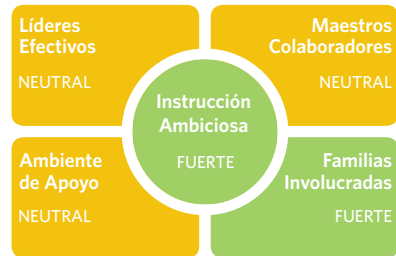 Líderes
Efectivos
NEUTRAL
Maestros
Colaboradores
NEUTRAL
Instrucción
Ambiciosa
FUERTE
Ambiente
de Apoyo
NEUTRAL
Familias
Involucradas
FUERTE